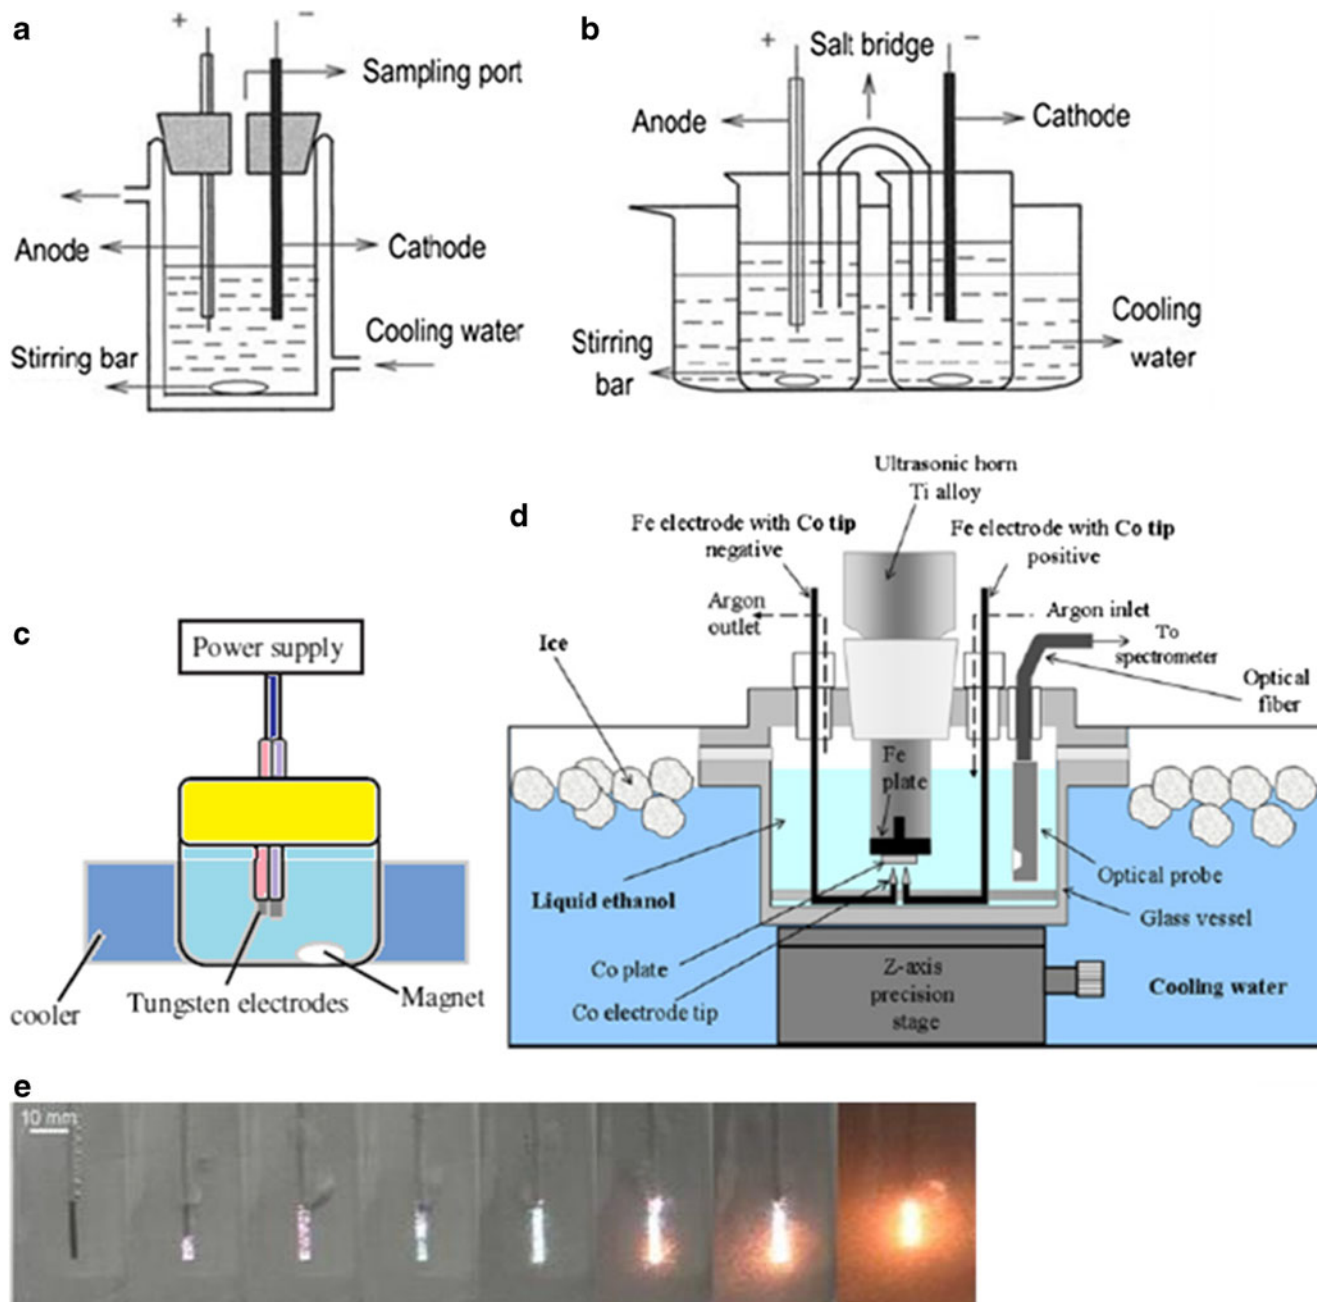 a
+
−
Sampling port
Anode
Cathode
Stirring bar
Cooling water
b
+
Salt bridge
−
Anode
Cathode
Stirring
bar
Cooling
water
c
Power supply
cooler
Tungsten electrodes
Magnet
d
Ultrasonic horn
Ti alloy
Fe electrode with Co tip
negative
Fe electrode with Co tip
positive
Argon
outlet
Argon inlet
To
spectrometer
Ice
Optical
fiber
Fe
plate
Liquid ethanol
Optical probe
Glass vessel
Co plate
Co electrode tip
Z-axis
precision
stage
Cooling water
e
10 mm